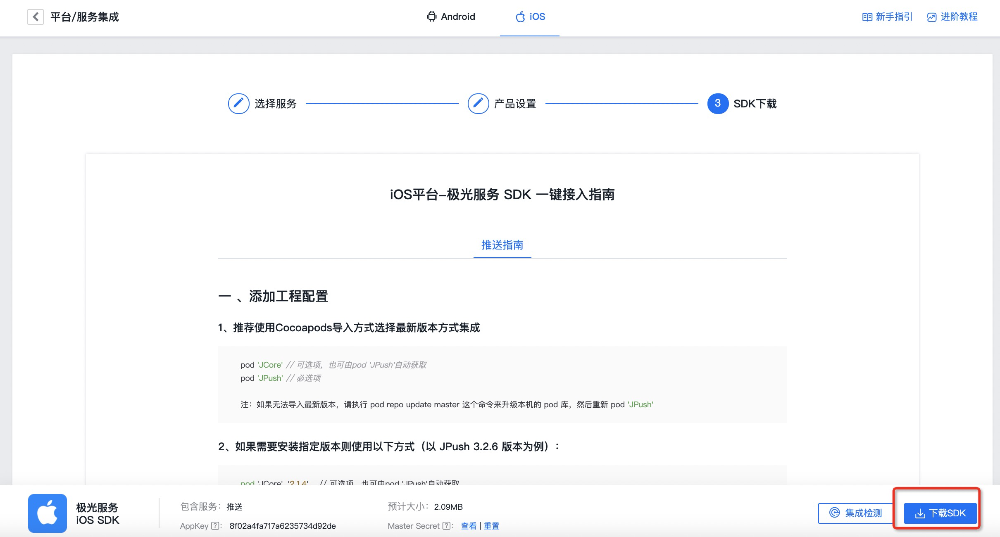 平台/服务集成
Android
iOS
新手指引
进阶教程
选择服务
产品设置
3 SDK下载
iOS平台–极光服务 SDK 一键接入指南
推送指南
一 、添加工程配置
1、推荐使用Cocoapods导入方式选择最新版本方式集成
pod 'JCore' // 可选项，也可由pod 'JPush'自动获取
pod 'JPush' // 必选项
注：如果无法导入最新版本，请执行 pod repo update master 这个命令来升级本机的 pod 库，然后重新 pod 'JPush'
2、如果需要安装指定版本则使用以下方式（以 JPush 3.2.6 版本为例）：
pod 'JCore', '2.1.4' // 可选项，也可由pod 'JPush'自动获取
极光服务
iOS SDK
包含服务： 推送
AppKey ?: 8f02a4fa717a6235734d92de
预计大小： 2.09MB
Master Secret ?: 查看 | 重置
集成检测
下载SDK